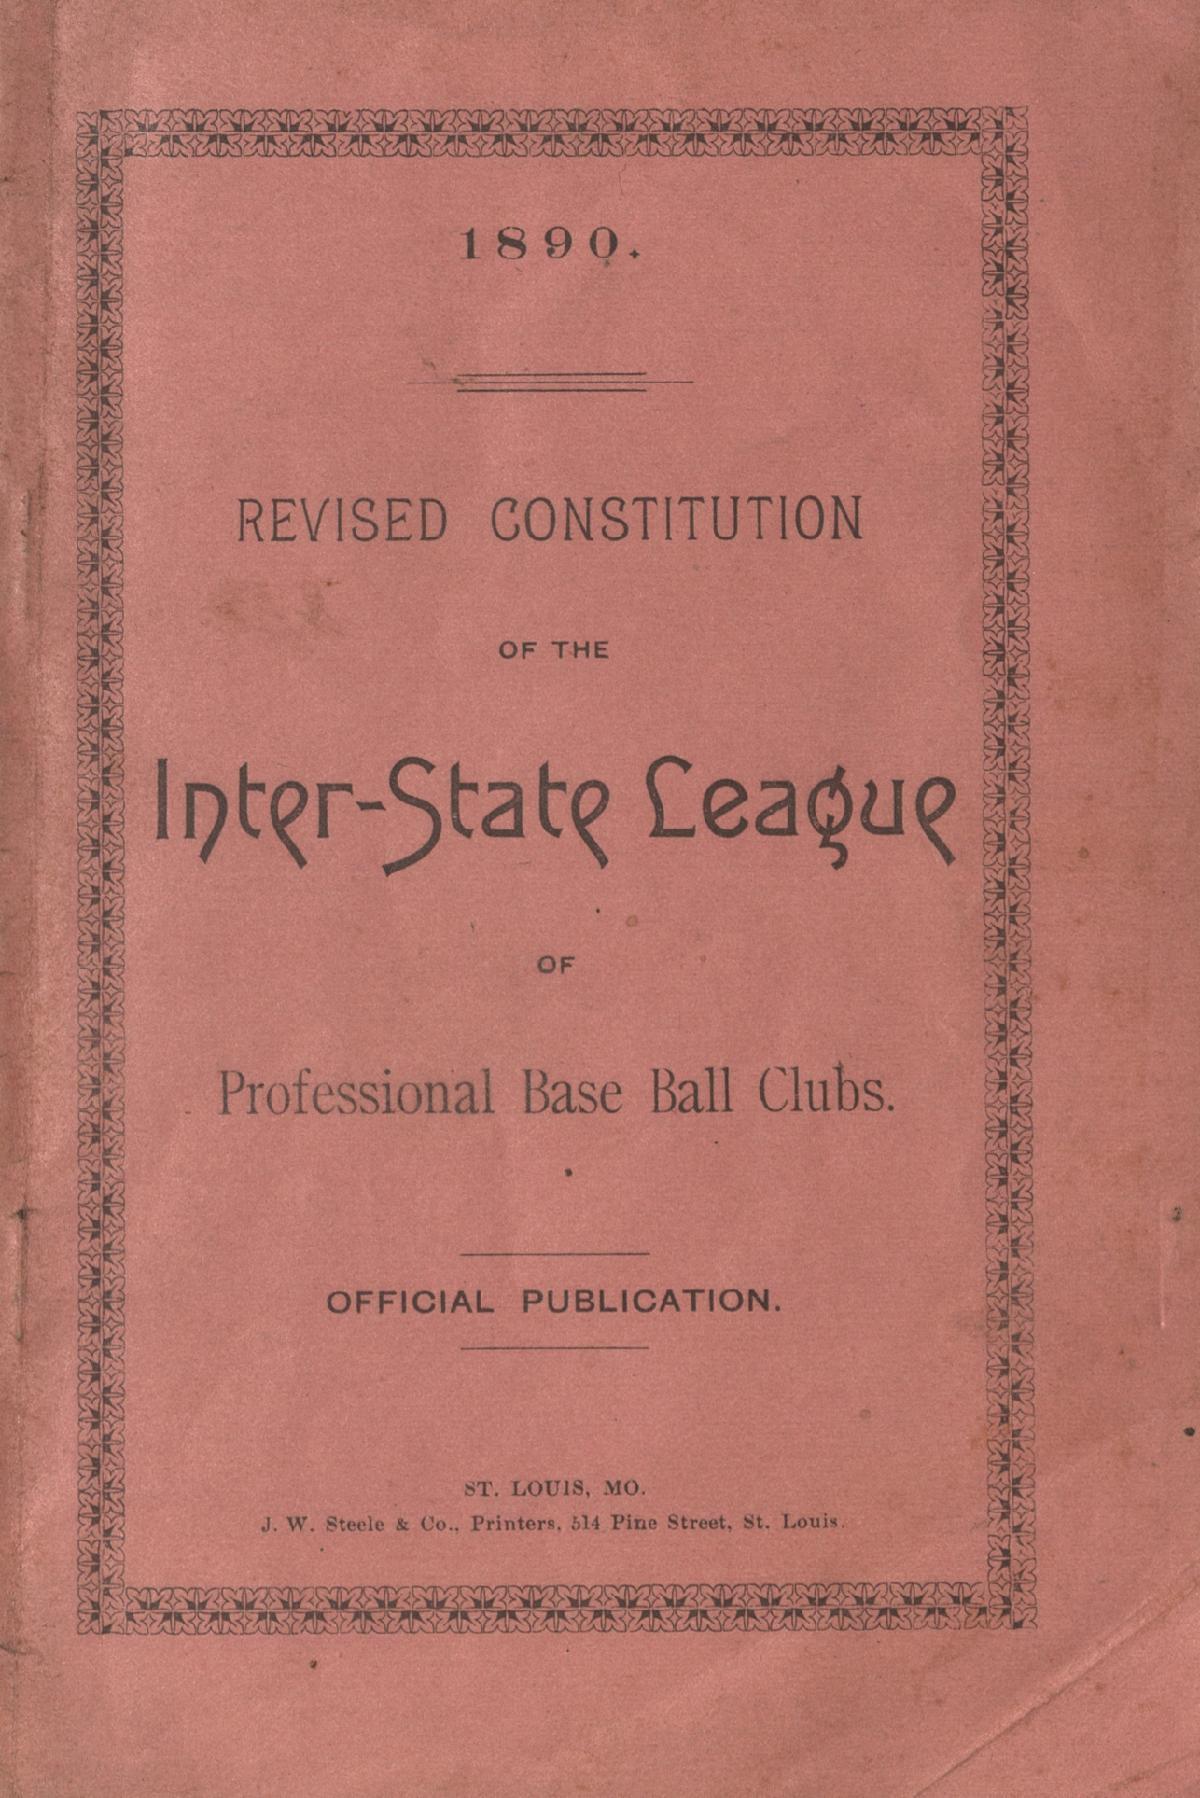 1890.
REVISED CONSTITUTION
OF THE
Inter-State League
OF
Professional Base Ball Clubs.
OFFICIAL PUBLICATION.
ST. LOUIS, MO.
J. W. Steele & Co., Printers, 514 Pine Street, St. Louis.